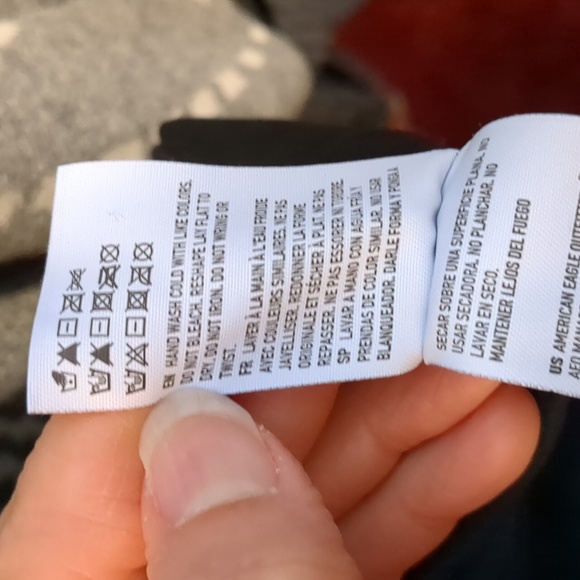 EN HAND WASH COLD WITH LIKE COLORS.
DO NOT BLEACH. RESHAPE LAY FLAT TO
DRY. DO NOT IRON. DO NOT WRING OR
TWIST.
FR LAVER À LA MAIN À L'EAU FROIDE
AVEC COULEURS SIMILAIRES. NE PAS
JAVELLISER. REDONNER LA FORME
ORIGINALE ET SÉCHER À PLAT. NE PAS
REPASSER. NE PAS ESSORER NI TORDRE.
SP LAVAR A MANO CON AGUA FRIA Y
PRENDAS DE COLOR SIMILAR. NO USAR
BLANQUEADOR. DARLE FORMA Y PONGALA
SECAR SOBRE UNA SUPERFICIE PLANA. NO
USAR SECADORA. NO PLANCHAR. NO
LAVAR EN SECO.
MANTENER LEJOS DEL FUEGO
US AMERICAN EAGLE OUTF